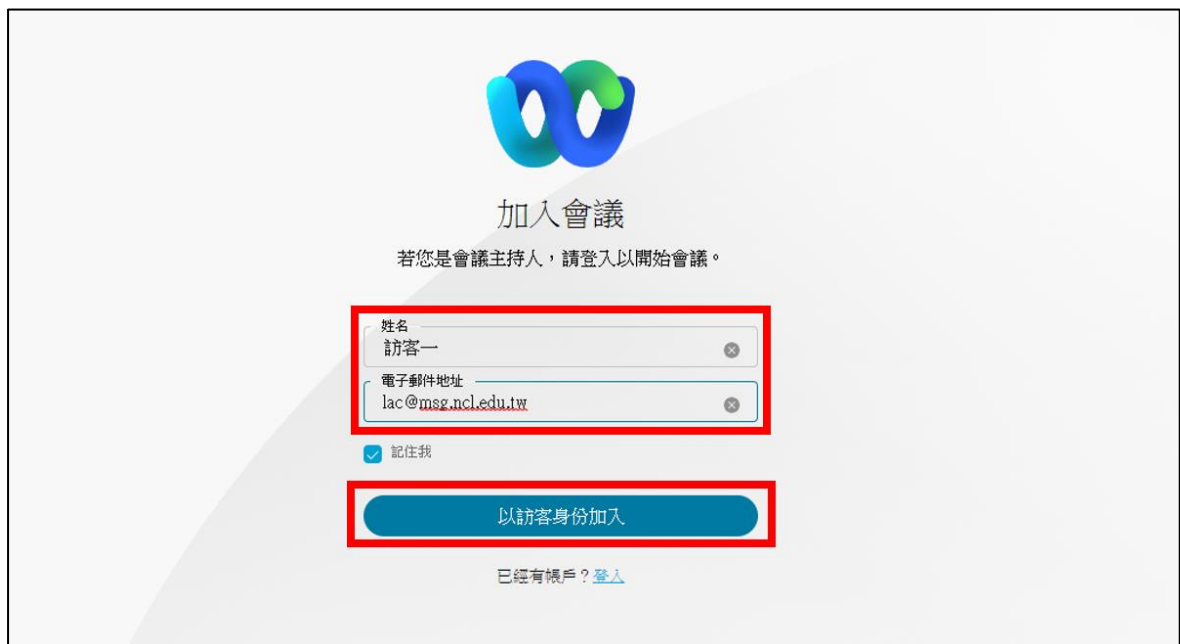 加入會議
若您是會議主持人，請登入以開始會議。
姓名
訪客一
電子郵件地址
lac@msg.ncl.edu.tw
記住我
以訪客身份加入
已經有帳戶？登入